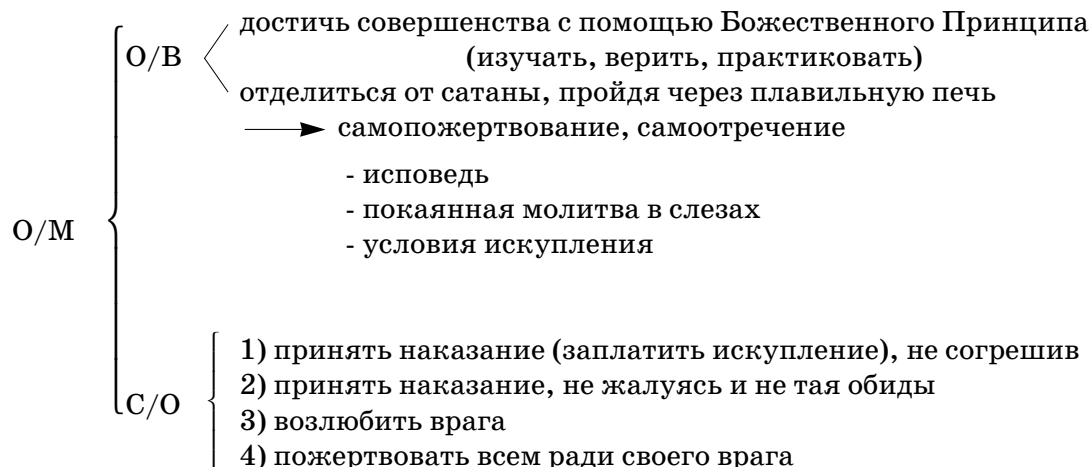 достичь совершенства с помощью Божественного Принципа
О/В
(изучать, верить, практиковать)
отделиться от сатаны, пройдя через плавильную печь
самопожертвование, самоотречение
- исповедь
- покаянная молитва в слезах
О/М
- условия искупления
1) принять наказание (заплатить искупление), не согрешив
2) принять наказание, не жалуясь и не тая обиды
С/О
3) возлюбить врага
4) пожертвовать всем ради своего врага